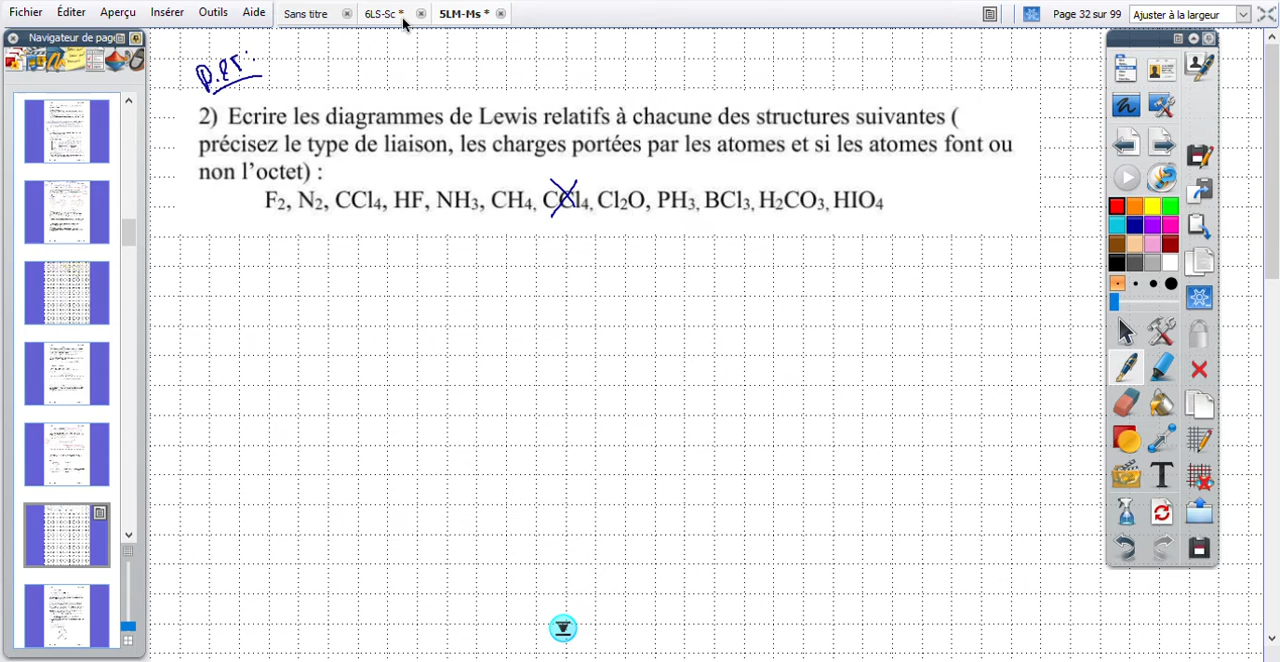 Fichier Éditer Aperçu Insérer Outils Aide Sans titre 6LS-Sc * 5LM-Ms * Page 32 sur 99 Ajuster à la largeur
Navigateur de page
D.2T:
2) Ecrire les diagramme de Lewis relatifs à chacune des structures suivantes (
précisez le type de liaison, les charges portées par les atomes et si les atomes font ou
non l'octet) :
F2, N2, CCl4, HF, NH3, CH4, CCl4, Cl2O, PH3, BCl3, H2CO3, HIO4